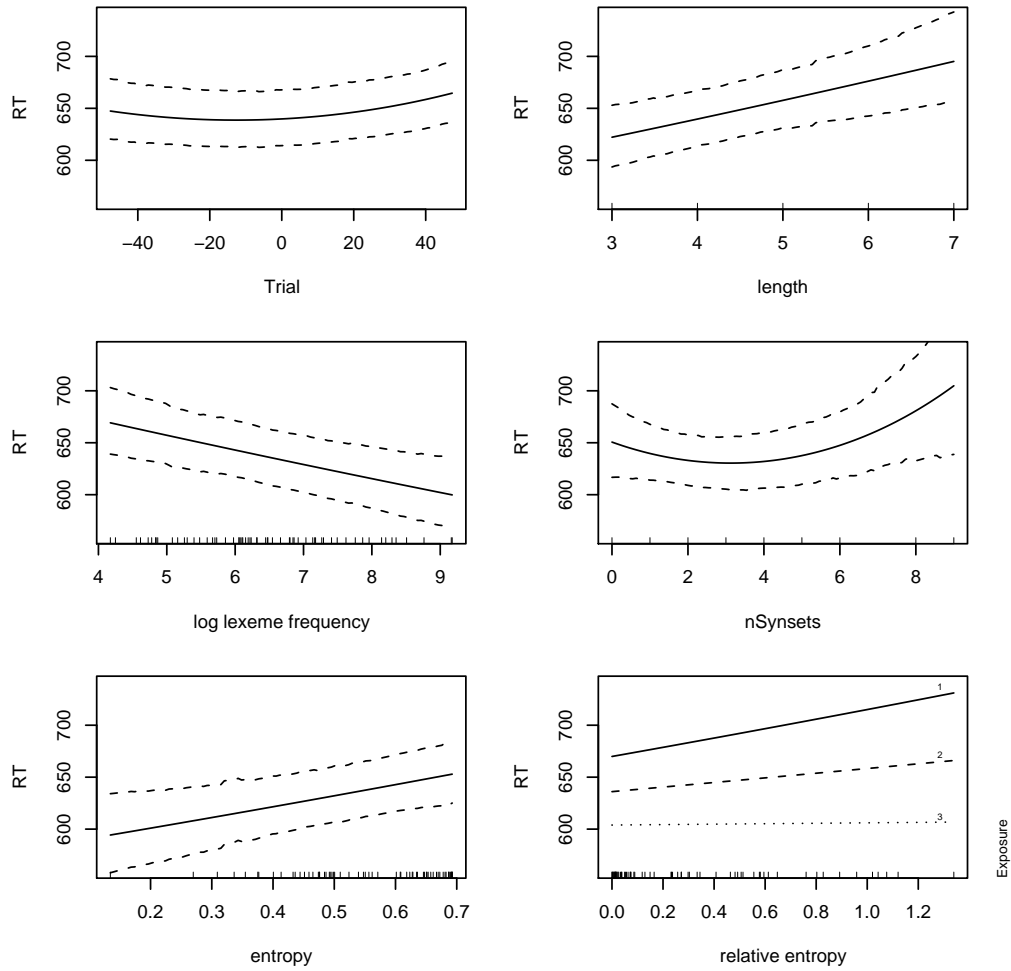 RT
700
650
600
−40 −20 0 20 40
Trial
RT
700
650
600
3 4 5 6 7
length
RT
700
650
600
4 5 6 7 8 9
log lexeme frequency
RT
700
650
600
0 2 4 6 8
nSynsets
RT
700
650
600
0.2 0.3 0.4 0.5 0.6 0.7
entropy
RT
700
650
600
1
2
3
0.0 0.2 0.4 0.6 0.8 1.0 1.2
relative entropy
Exposure